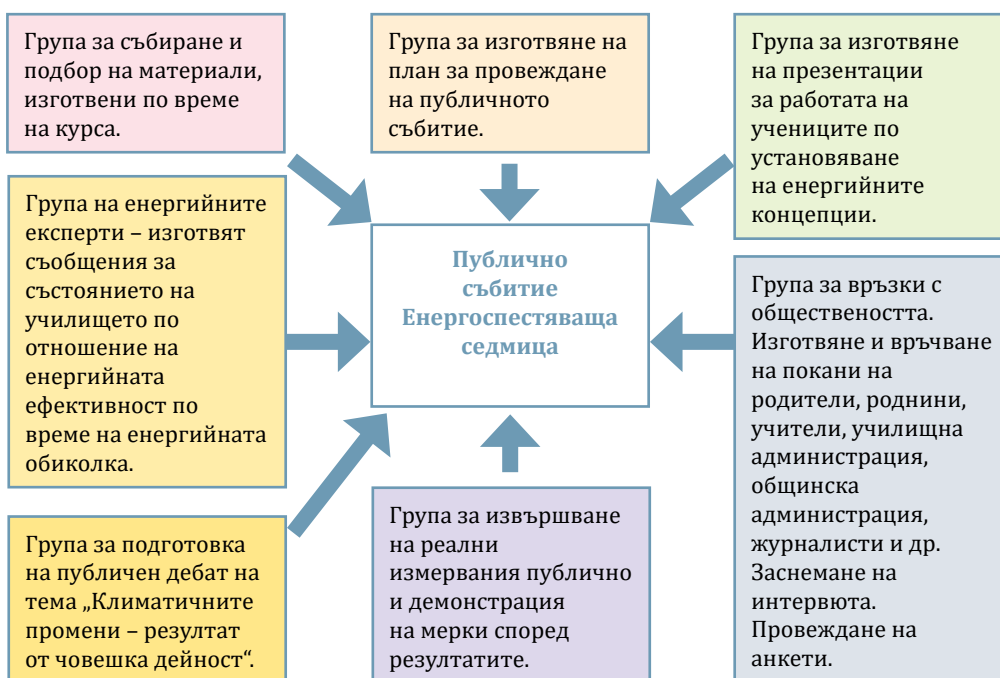 Група за събиране и
подбор на материали,
изготвени по време
на курса.
Група за изготвяне на
план за провеждане
на публичното
събитие.
Група за изготвяне
на презентации
за работата на
учениците по
установяване
на енергийните
концепции.
Група на енергийните
експерти – изготвят
съобщения за
състоянието на
училището по
отношение на
енергийната
ефективност по
време на енергийната
обиколка.
Публично
събитие
Енергоспестяваща
седмица
Група за връзки с
обществеността.
Изготвяне и връчване
на покани на
родители, роднини,
учители, училищна
администрация,
общинска
администрация,
журналисти и др.
Заснемане на
интервюта.
Провеждане на
анкети.
Група за подготовка
на публичен дебат на
тема „Климатичните
промени – резултат
от човешка дейност“.
Група за извършване
на реални
измервания публично
и демонстрация
на мерки според
резултатите.